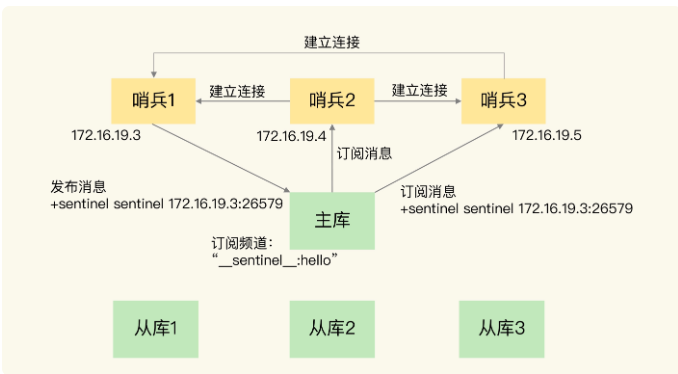 建立连接
哨兵1
建立连接
哨兵2
建立连接
哨兵3
172.16.19.3
172.16.19.4
172.16.19.5
订阅消息
发布消息
+sentinel sentinel 172.16.19.3:26579
订阅消息
+sentinel sentinel 172.16.19.3:26579
主库
订阅频道：
“__sentinel__:hello”
从库1
从库2
从库3